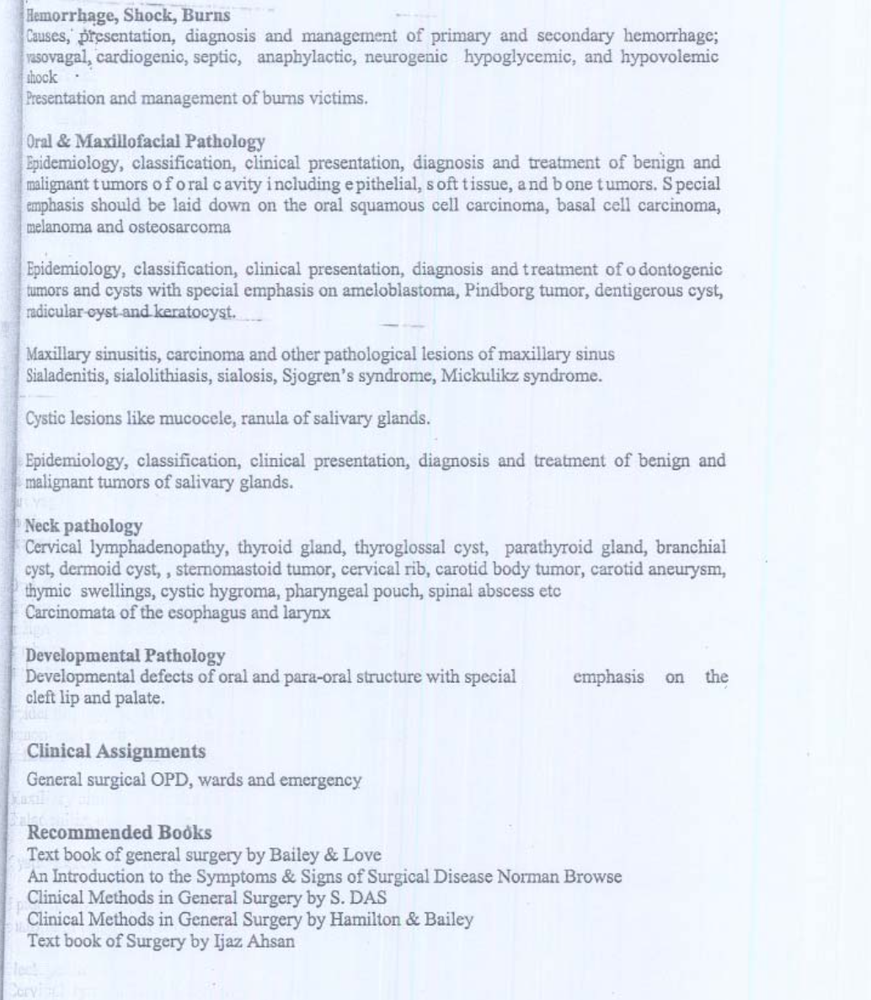 Hemorrhage, Shock, Burns
Causes, presentation, diagnosis and management of primary and secondary hemorrhage;
vasovagal, cardiogenic, septic, anaphylactic, neurogenic hypoglycemic, and hypovolemic
shock
Presentation and management of burns victims.
Oral & Maxillofacial Pathology
Epidemiology, classification, clinical presentation, diagnosis and treatment of benign and
malignant tumors of oral cavity including epithelial, soft tissue, and bone tumors. Special
emphasis should be laid down on the oral squamous cell carcinoma, basal cell carcinoma,
melanoma and osteosarcoma
Epidemiology, classification, clinical presentation, diagnosis and treatment of odontogenic
tumors and cysts with special emphasis on ameloblastoma, Pindborg tumor, dentigerous cyst,
radicular cyst and keratocyst.
Maxillary sinusitis, carcinoma and other pathological lesions of maxillary sinus
Sialadenitis, sialolithiasis, sialosis, Sjogren's syndrome, Mickulikz syndrome.
Cystic lesions like mucocele, ranula of salivary glands.
Epidemiology, classification, clinical presentation, diagnosis and treatment of benign and
malignant tumors of salivary glands.
Neck pathology
Cervical lymphadenopathy, thyroid gland, thyroglossal cyst, parathyroid gland, branchial
cyst, dermoid cyst, , sternomastoid tumor, cervical rib, carotid body tumor, carotid aneurysm,
thymic swellings, cystic hygroma, pharyngeal pouch, spinal abscess etc
Carcinomata of the esophagus and larynx
Developmental Pathology
Developmental defects of oral and para-oral structure with special emphasis on the
cleft lip and palate.
Clinical Assignments
General surgical OPD, wards and emergency
Recommended Books
Text book of general surgery by Bailey & Love
An Introduction to the Symptoms & Signs of Surgical Disease Norman Browse
Clinical Methods in General Surgery by S. DAS
Clinical Methods in General Surgery by Hamilton & Bailey
Text book of Surgery by Ijaz Ahsan